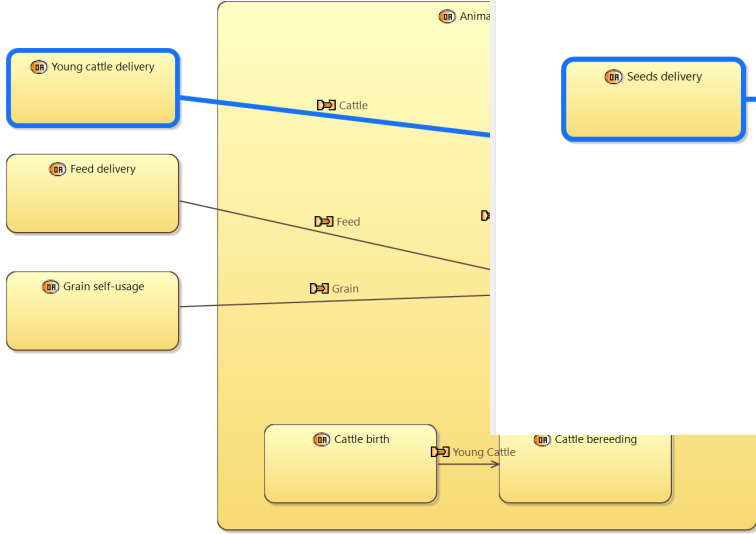 Anima
Young cattle delivery
Seeds delivery
Cattle
Feed delivery
Feed
Grain self-usage
Grain
Cattle birth
Cattle bereeding
Young Cattle